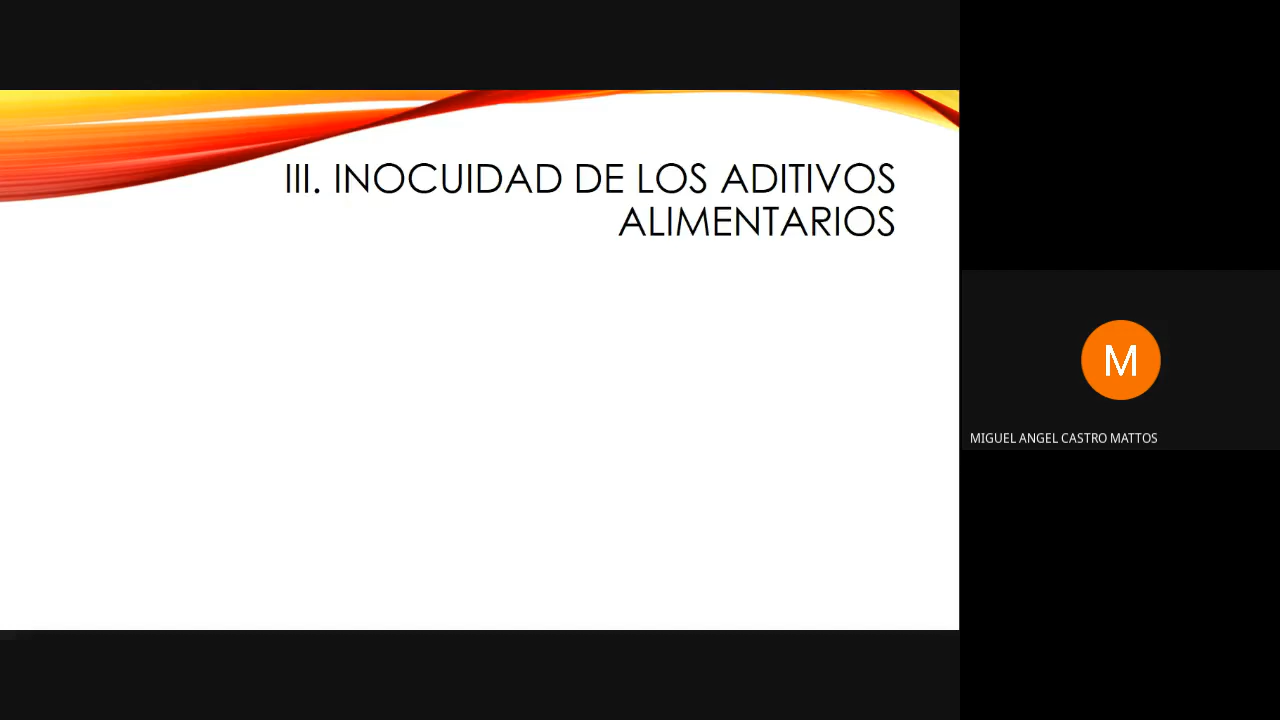 III. INOCUIDAD DE LOS ADITIVOS
ALIMENTARIOS
M
MIGUEL ANGEL CASTRO MATTOS